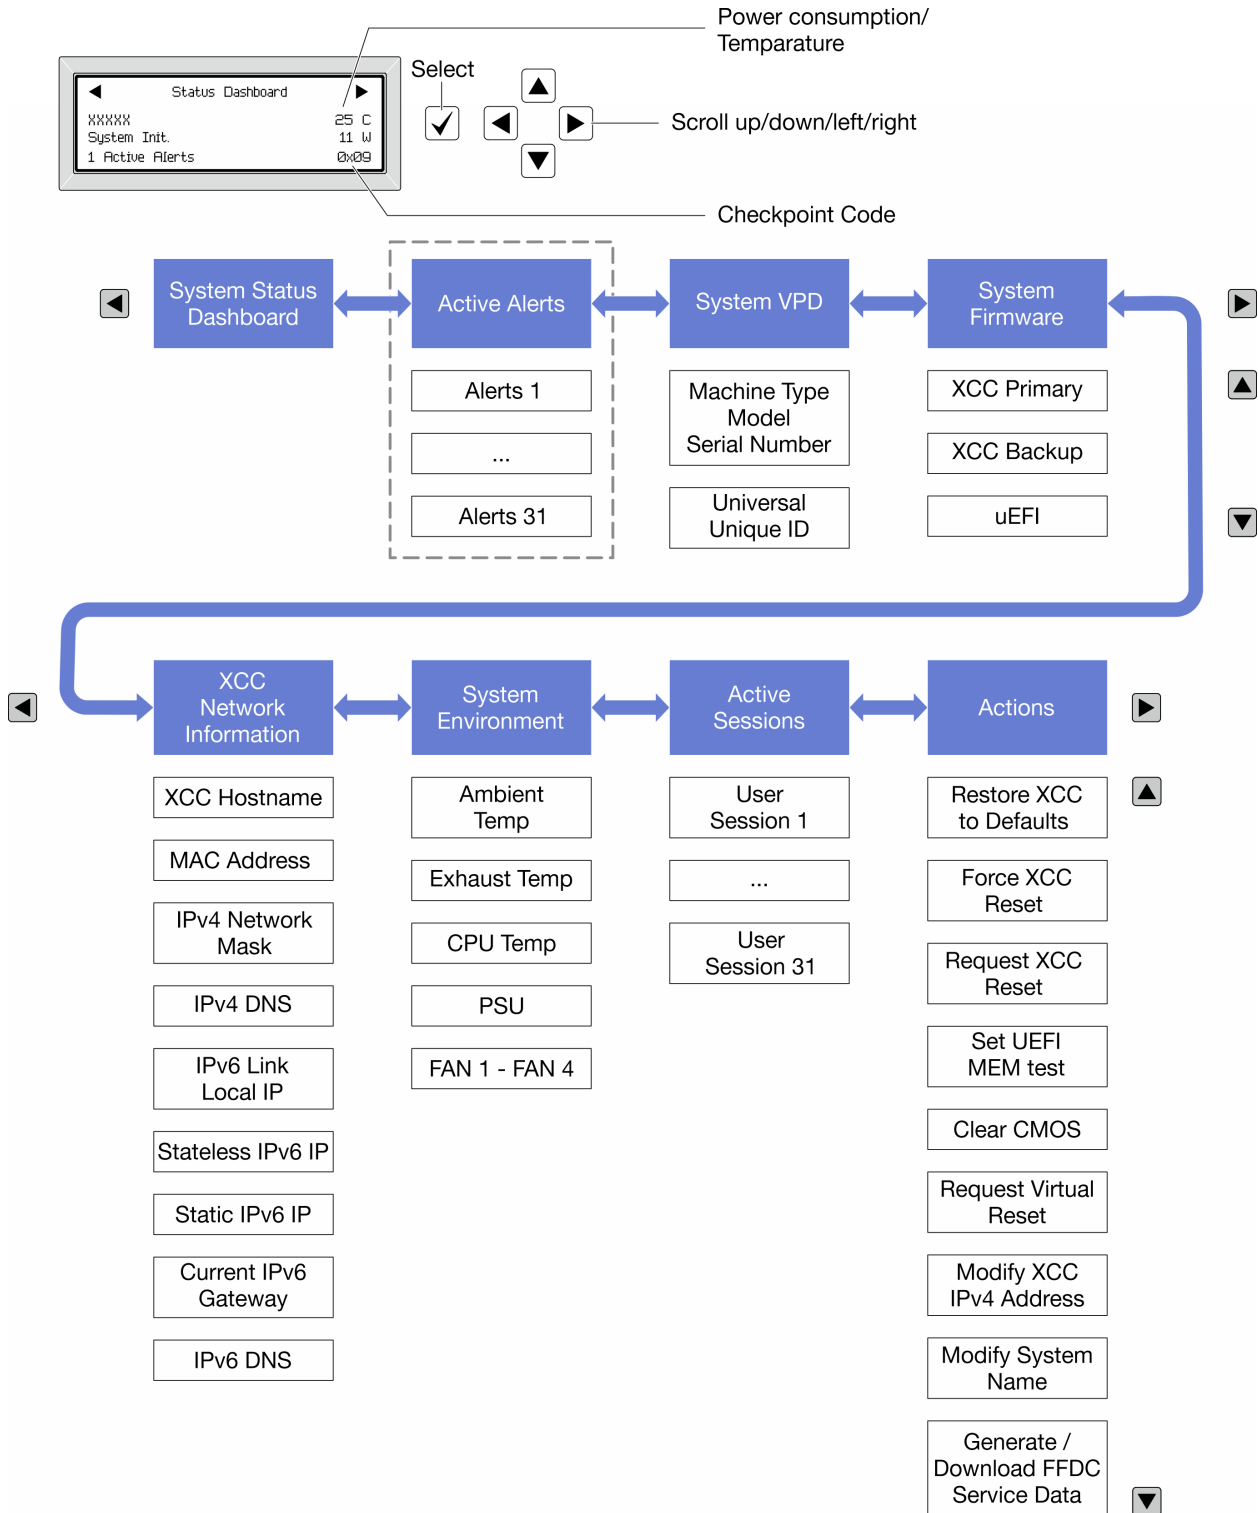 Power consumption/
Temparature
Select
Status Dashboard
XXXXX 25 C
System Init. 11 W
1 Active Alerts 0x09
Scroll up/down/left/right
Checkpoint Code
System Status
Dashboard
Active Alerts
Alerts 1
...
Alerts 31
System VPD
Machine Type
Model
Serial Number
Universal
Unique ID
System
Firmware
XCC Primary
XCC Backup
uEFI
XCC
Network
Information
XCC Hostname
MAC Address
IPv4 Network
Mask
IPv4 DNS
IPv6 Link
Local IP
Stateless IPv6 IP
Static IPv6 IP
Current IPv6
Gateway
IPv6 DNS
System
Environment
Ambient
Temp
Exhaust Temp
CPU Temp
PSU
FAN 1 - FAN 4
Active
Sessions
User
Session 1
...
User
Session 31
Actions
Restore XCC
to Defaults
Force XCC
Reset
Request XCC
Reset
Set UEFI
MEM test
Clear CMOS
Request Virtual
Reset
Modify XCC
IPv4 Address
Modify System
Name
Generate /
Download FFDC
Service Data